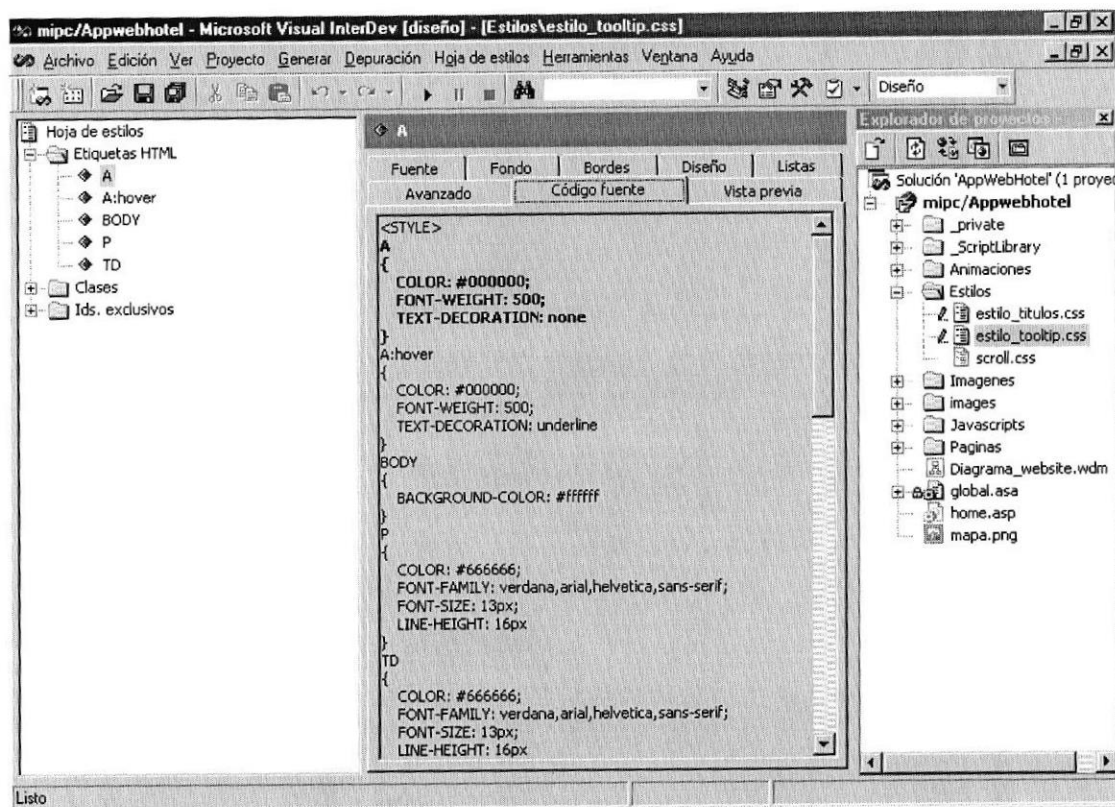 mipc/Appwebhotel - Microsoft Visual InterDev [diseño] - [Estilos\estilo_tooltip.css]
Archivo Edición Ver Proyecto Generar Depuración Hoja de estilos Herramientas Ventana Ayuda
Diseño
Hoja de estilos
Etiquetas HTML
A
A:hover
BODY
P
TD
Clases
Ids. exclusivos
A
Fuente Fondo Bordes Diseño Listas
Avanzado Código fuente Vista previa
<STYLE>
A
{
COLOR: #000000;
FONT-WEIGHT: 500;
TEXT-DECORATION: none
}
A:hover
{
COLOR: #000000;
FONT-WEIGHT: 500;
TEXT-DECORATION: underline
}
BODY
{
BACKGROUND-COLOR: #ffffff
}
P
{
COLOR: #666666;
FONT-FAMILY: verdana,arial,helvetica,sans-serif;
FONT-SIZE: 13px;
LINE-HEIGHT: 16px
}
TD
{
COLOR: #666666;
FONT-FAMILY: verdana,arial,helvetica,sans-serif;
FONT-SIZE: 13px;
LINE-HEIGHT: 16px
Explorador de proyectos -
Solución 'AppWebHotel' (1 proyec
mipc/Appwebhotel
_private
_ScriptLibrary
Animaciones
Estilos
estilo_titulos.css
estilo_tooltip.css
scroll.css
Imagenes
images
Javascripts
Paginas
Diagrama_website.wdm
global.asa
home.asp
mapa.png
Listo